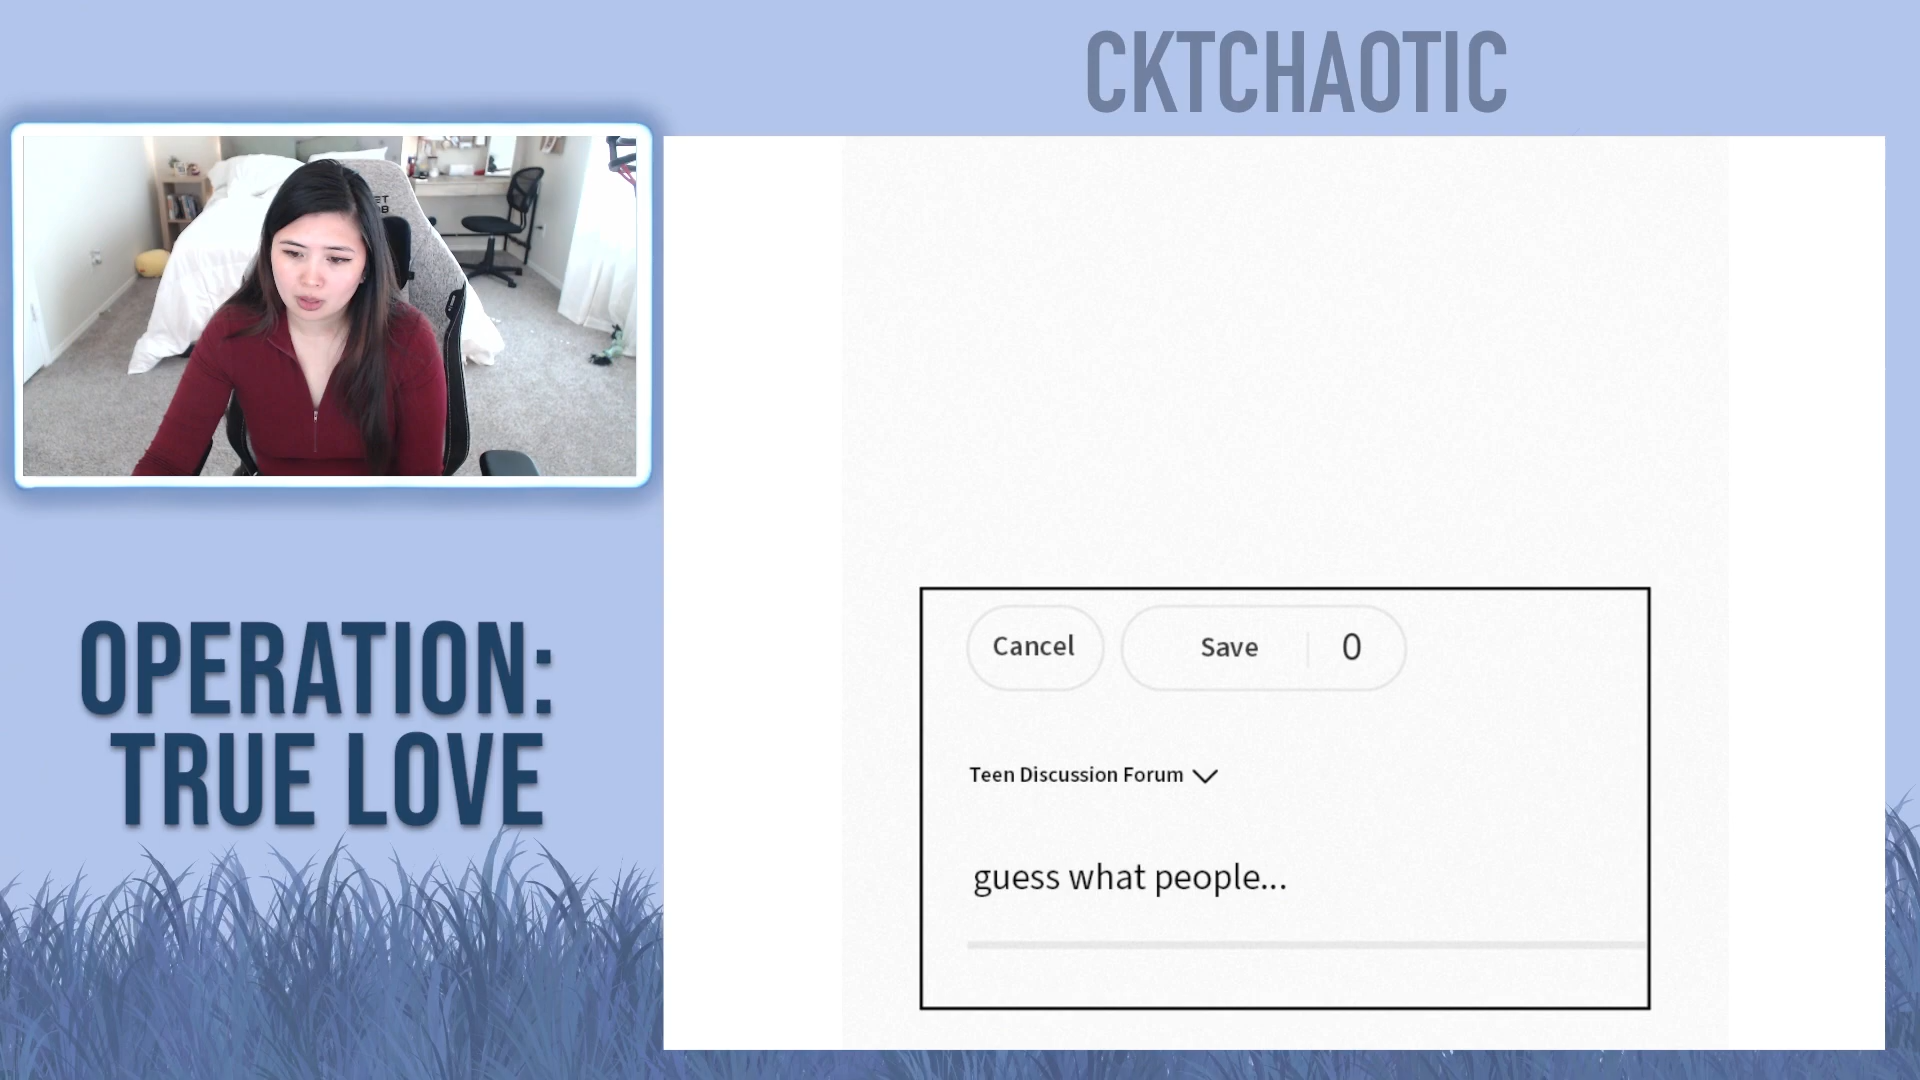 CKTCHAOTIC
OPERATION:
TRUE LOVE
Cancel
Save
0
Teen Discussion Forum
guess what people...